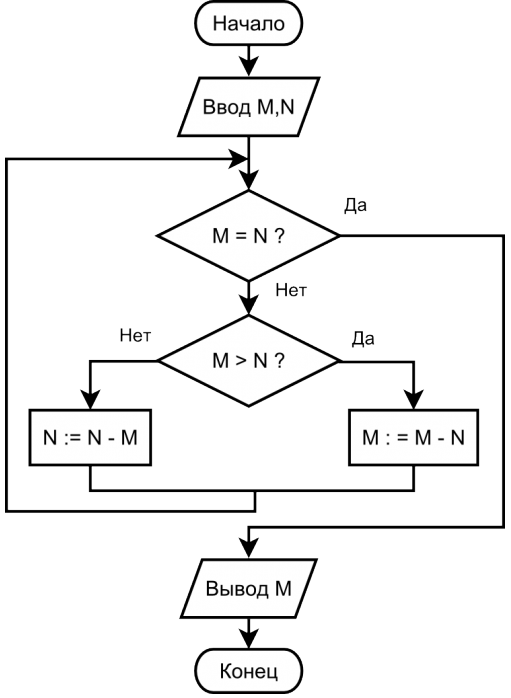 Начало
Ввод M,N
Да
M = N ?
Нет
Нет
M > N ?
Да
N := N - M
M : = M - N
Вывод M
Конец